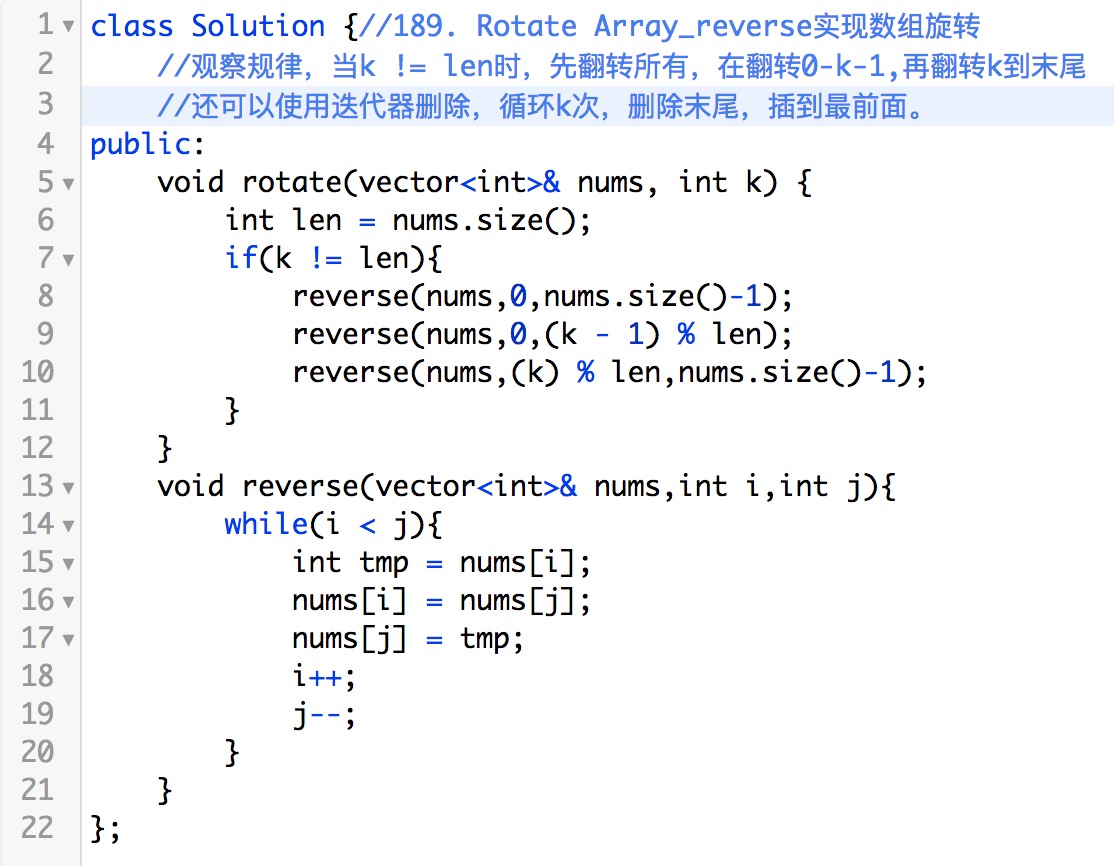 1 class Solution {//189. Rotate Array_reverse实现数组旋转
2 //观察规律，当k != len时，先翻转所有，在翻转0-k-1,再翻转k到末尾
3 //还可以使用迭代器删除，循环k次，删除末尾，插到最前面。
4 public:
5 void rotate(vector<int>& nums, int k) {
6 int len = nums.size();
7 if(k != len){
8 reverse(nums,0,nums.size()-1);
9 reverse(nums,0,(k - 1) % len);
10 reverse(nums,(k) % len,nums.size()-1);
11 }
12 }
13 void reverse(vector<int>& nums,int i,int j){
14 while(i < j){
15 int tmp = nums[i];
16 nums[i] = nums[j];
17 nums[j] = tmp;
18 i++;
19 j--;
20 }
21 }
22 };